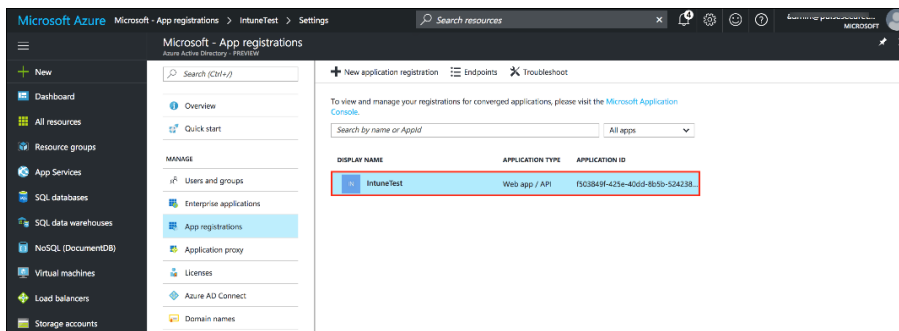 Microsoft Azure Microsoft - App registrations > IntuneTest > Settings
Search resources
4
MICROSOFT
Microsoft - App registrations
Azure Active Directory - PREVIEW
New
Dashboard
All resources
Resource groups
App Services
SQL databases
SQL data warehouses
NoSQL (DocumentDB)
Virtual machines
Load balancers
Storage accounts
Search (Ctrl+/)
Overview
Quick start
MANAGE
Users and groups
Enterprise applications
App registrations
Application proxy
Licenses
Azure AD Connect
Domain names
New application registration Endpoints Troubleshoot
To view and manage your registrations for converged applications, please visit the Microsoft Application
Console.
Search by name or AppId
All apps
DISPLAY NAME APPLICATION TYPE APPLICATION ID
IntuneTest Web app / API f503849f-425e-40dd-8b5b-524238...